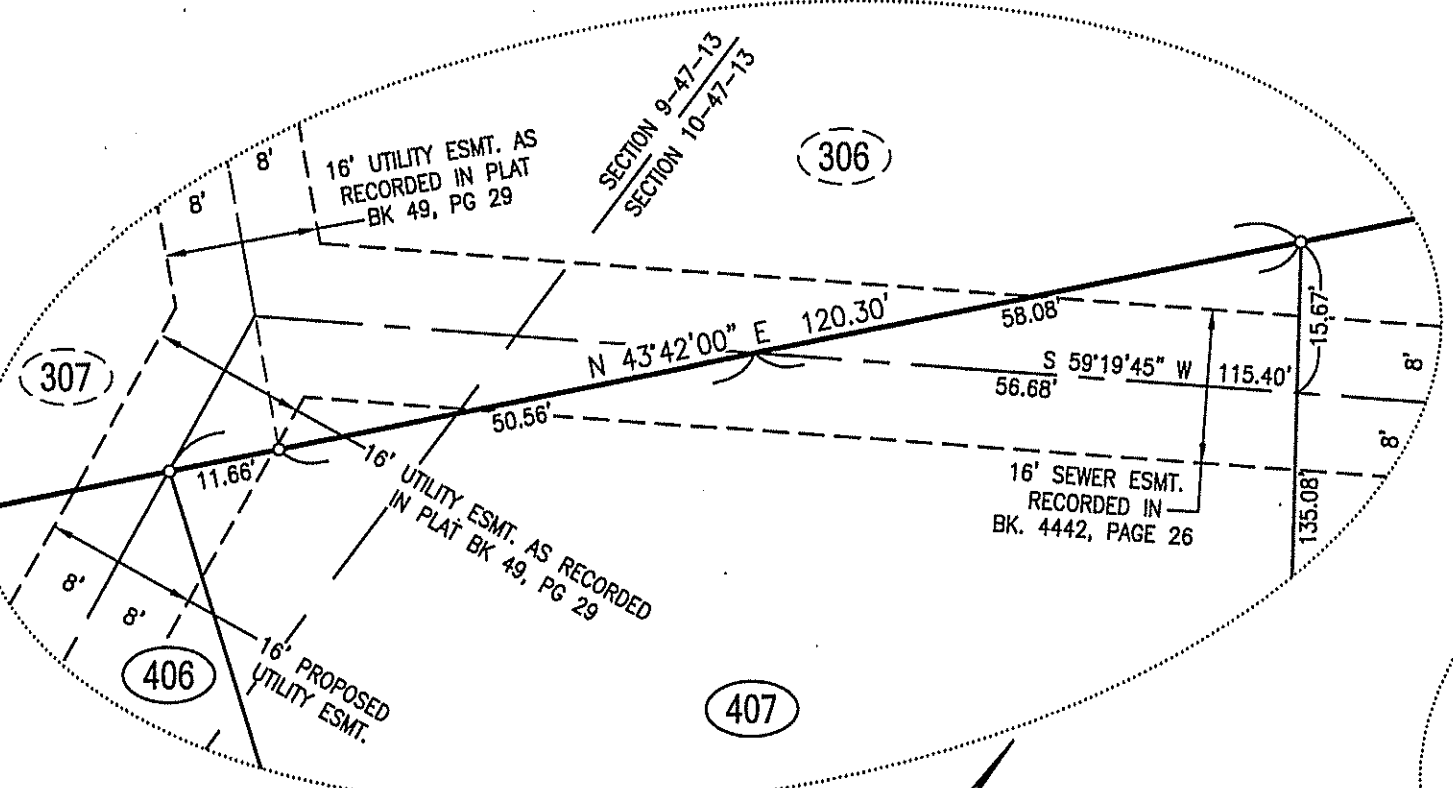 SECTION 9-47-13
SECTION 10-47-13
306
8'
8'
16' UTILITY ESMT. AS
RECORDED IN PLAT
BK 49, PG 29
307
N 43°42'00" E 120.30'
58.08'
15.67'
S 59°19'45" W 115.40'
56.68'
8'
8'
50.56'
11.66'
16' UTILITY ESMT. AS RECORDED
IN PLAT BK 49, PG 29
16' SEWER ESMT.
RECORDED IN
BK. 4442, PAGE 26
135.08'
8'
8'
16' PROPOSED
UTILITY ESMT.
406
407